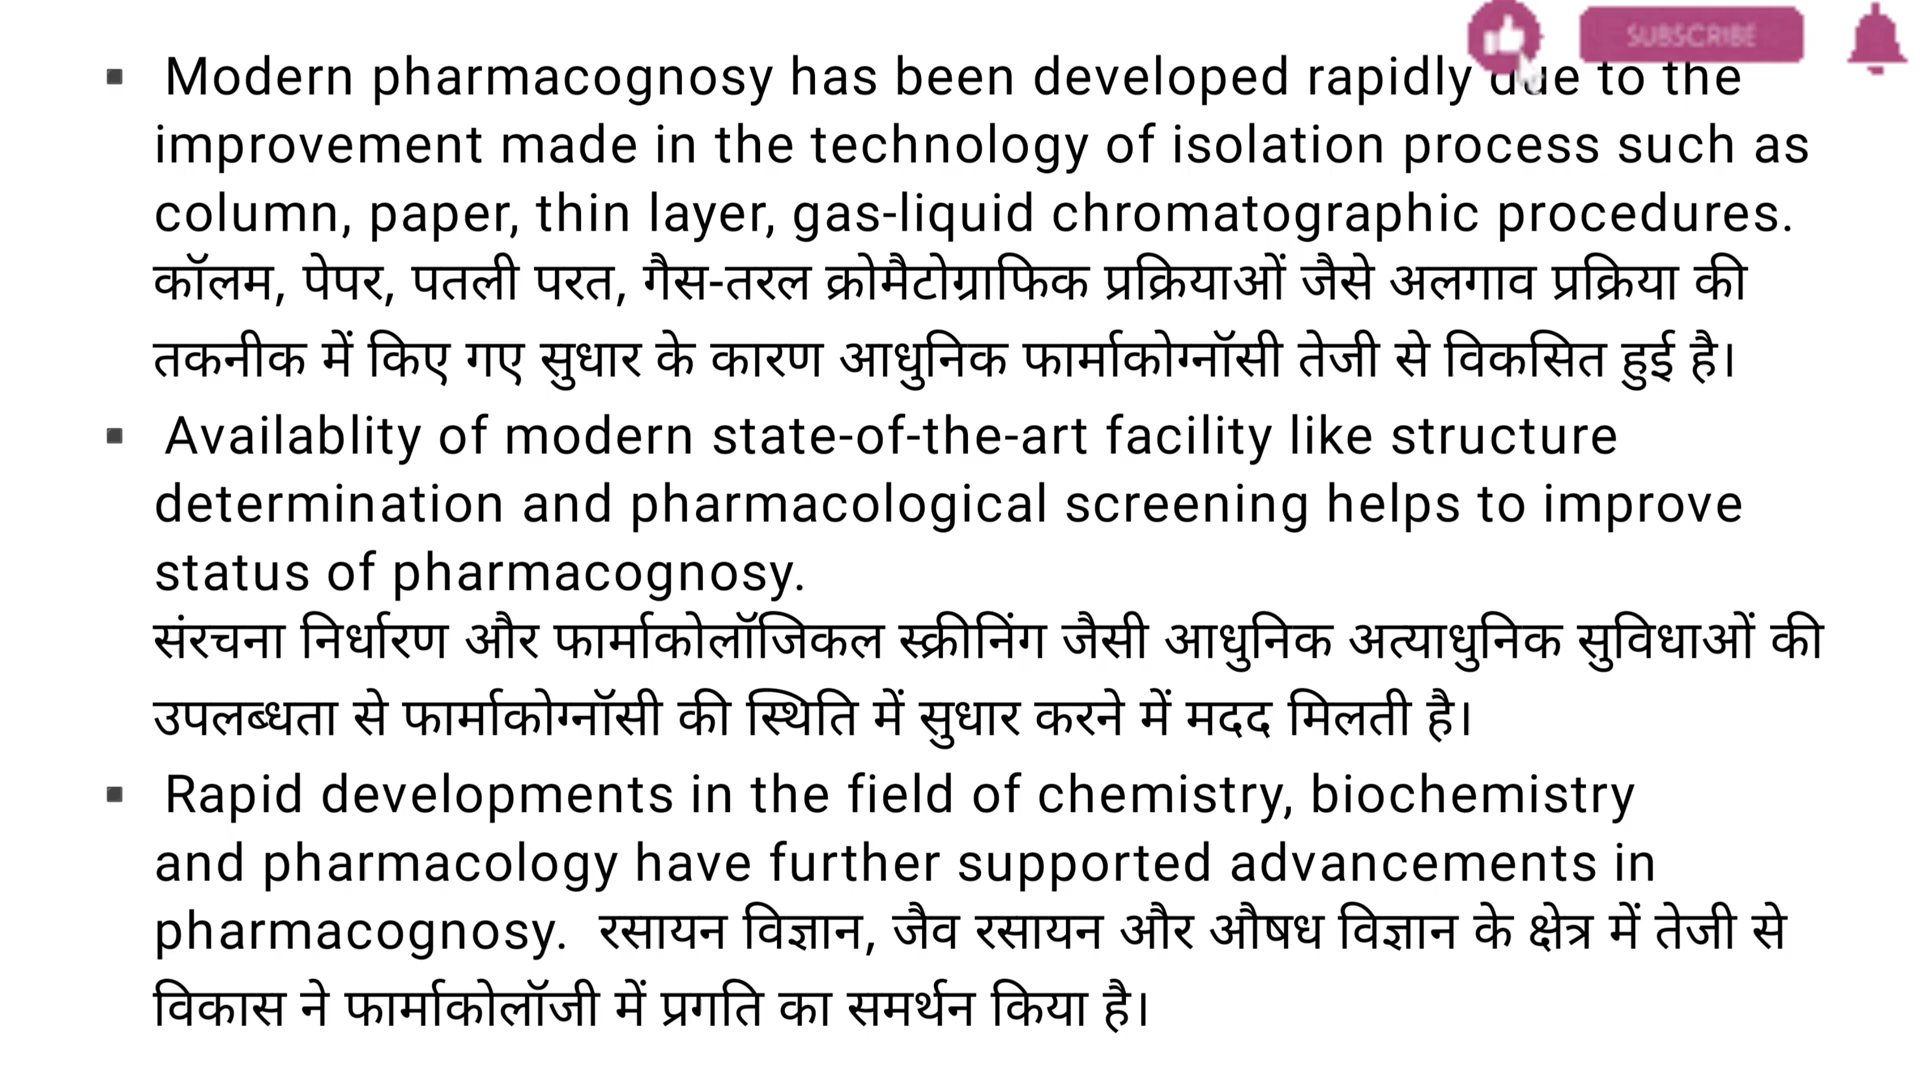 SUBSCRIBE
▪ Modern pharmacognosy has been developed rapidly due to the
improvement made in the technology of isolation process such as
column, paper, thin layer, gas-liquid chromatographic procedures.
कॉलम, पेपर, पतली परत, गैस-तरल क्रोमैटोग्राफिक प्रक्रियाओं जैसे अलगाव प्रक्रिया की
तकनीक में किए गए सुधार के कारण आधुनिक फार्माकोग्नॉसी तेजी से विकसित हुई है।
▪ Availablity of modern state-of-the-art facility like structure
determination and pharmacological screening helps to improve
status of pharmacognosy.
संरचना निर्धारण और फार्माकोलॉजिकल स्क्रीनिंग जैसी आधुनिक अत्याधुनिक सुविधाओं की
उपलब्धता से फार्माकोग्नॉसी की स्थिति में सुधार करने में मदद मिलती है।
▪ Rapid developments in the field of chemistry, biochemistry
and pharmacology have further supported advancements in
pharmacognosy. रसायन विज्ञान, जैव रसायन और औषध विज्ञान के क्षेत्र में तेजी से
विकास ने फार्माकोलॉजी में प्रगति का समर्थन किया है।